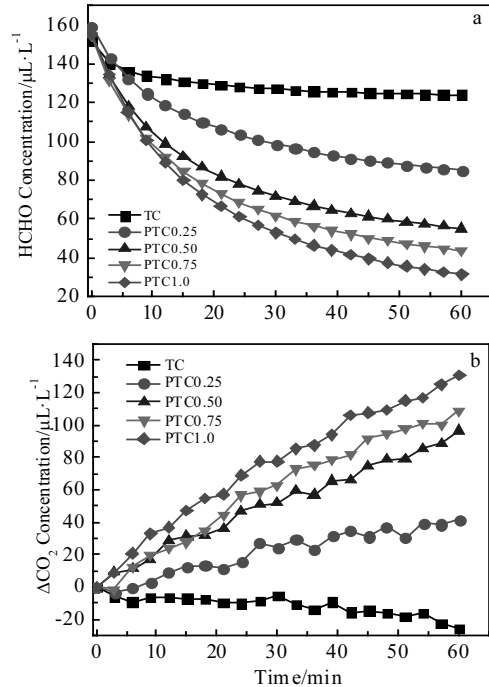 a
160
140
120
100
80
60
40
20
HCHO Concentration/μL·L⁻¹
TC
PTC0.25
PTC0.50
PTC0.75
PTC1.0
0 10 20 30 40 50 60
b
140
120
100
80
60
40
20
0
-20
ΔCO₂ Concentration/μL·L⁻¹
TC
PTC0.25
PTC0.50
PTC0.75
PTC1.0
0 10 20 30 40 50 60
Time/min